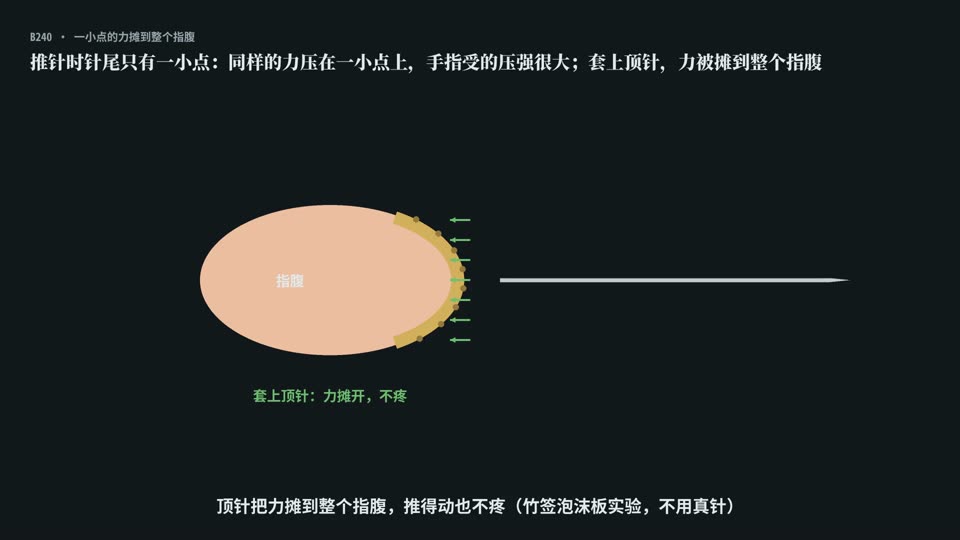 B240 · 一小点的力摊到整个指腹
推针时针尾只有一小点：同样的力压在一小点上，手指受的压强很大；套上顶针，力被摊到整个指腹
指腹
套上顶针：力摊开，不疼
顶针把力摊到整个指腹，推得动也不疼（竹签泡沫板实验，不用真针）